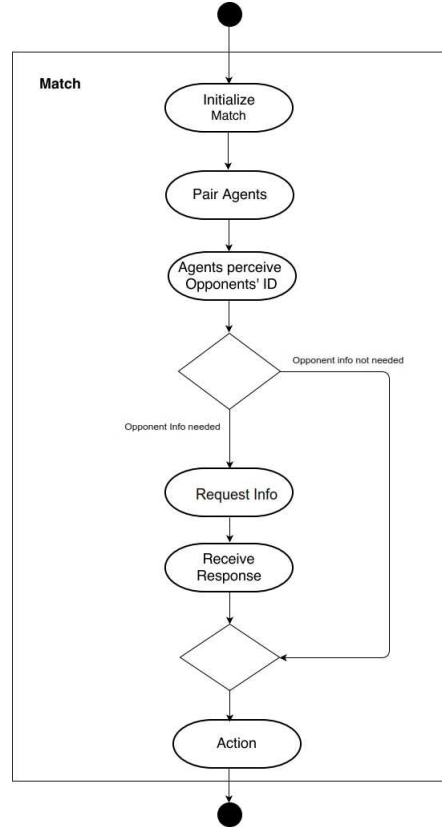 Match
Initialize
Match
Pair Agents
Agents perceive
Opponents' ID
Opponent info not needed
Opponent Info needed
Request Info
Receive
Response
Action